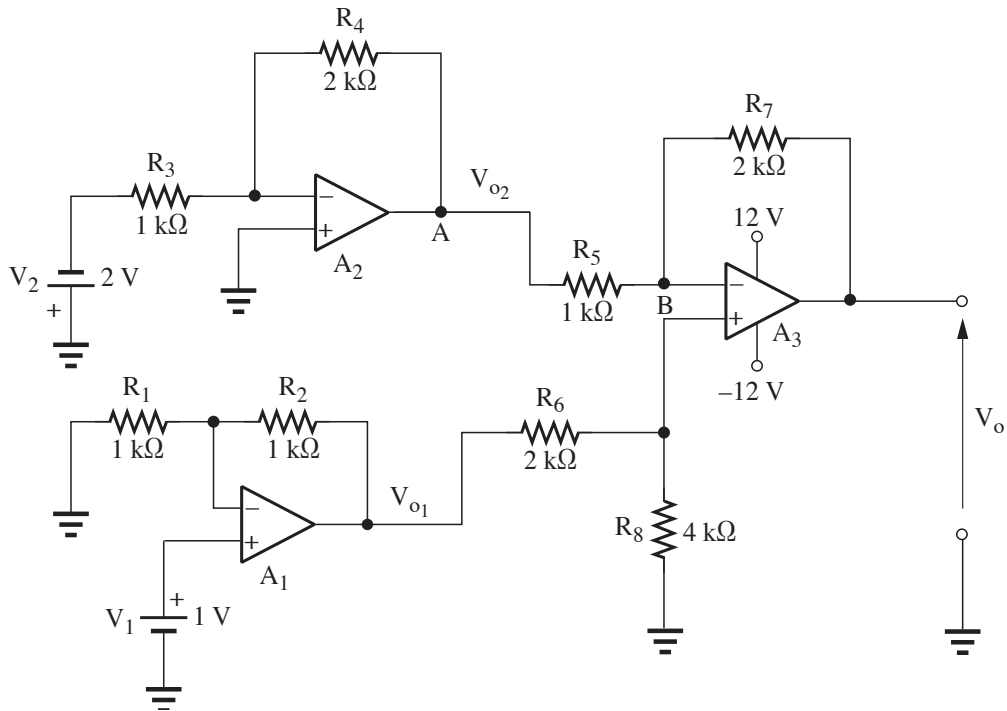 R4
2 kΩ
R3
1 kΩ
−
+
A2
Vo2
A
V2
2 V
+
R7
2 kΩ
12 V
R5
1 kΩ
B
−
+
A3
−12 V
R1
1 kΩ
R2
1 kΩ
−
+
A1
Vo1
R6
2 kΩ
R8
4 kΩ
Vo
V1
+
1 V